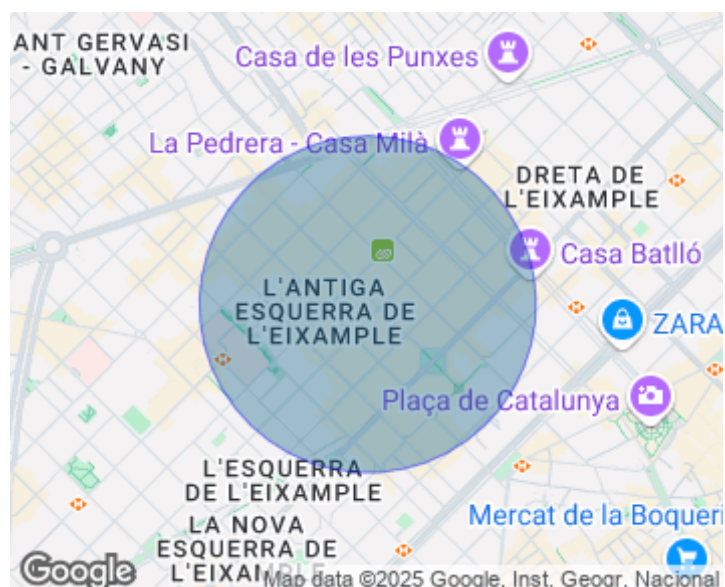 ANT GERVASI
- GALVANY
Casa de les Punxes
La Pedrera - Casa Milà
DRETA DE
L'EIXAMPLE
Casa Batlló
L'ANTIGA
ESQUERRA DE
L'EIXAMPLE
ZARA
Plaça de Catalunya
L'ESQUERRA
DE L'EIXAMPLE
LA NOVA
ESQUERRA DE
L'EIXAMPLE
Mercat de la Boqueri
Google
Map data ©2025 Google, Inst. Geogr. Nacional